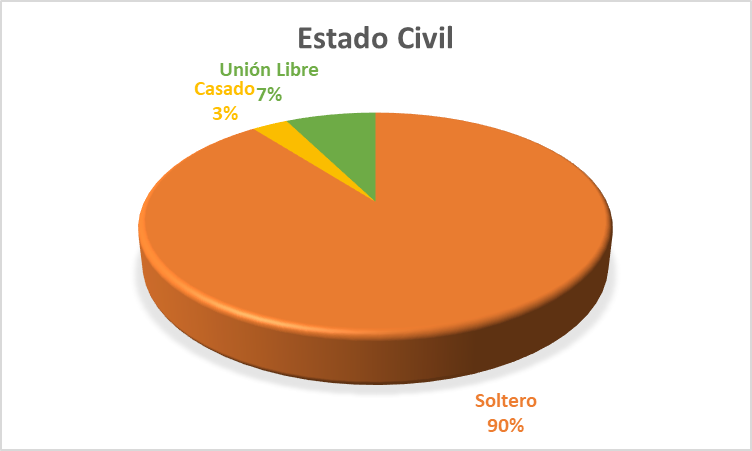 Estado Civil
Unión Libre
7%
Casado
3%
Soltero
90%